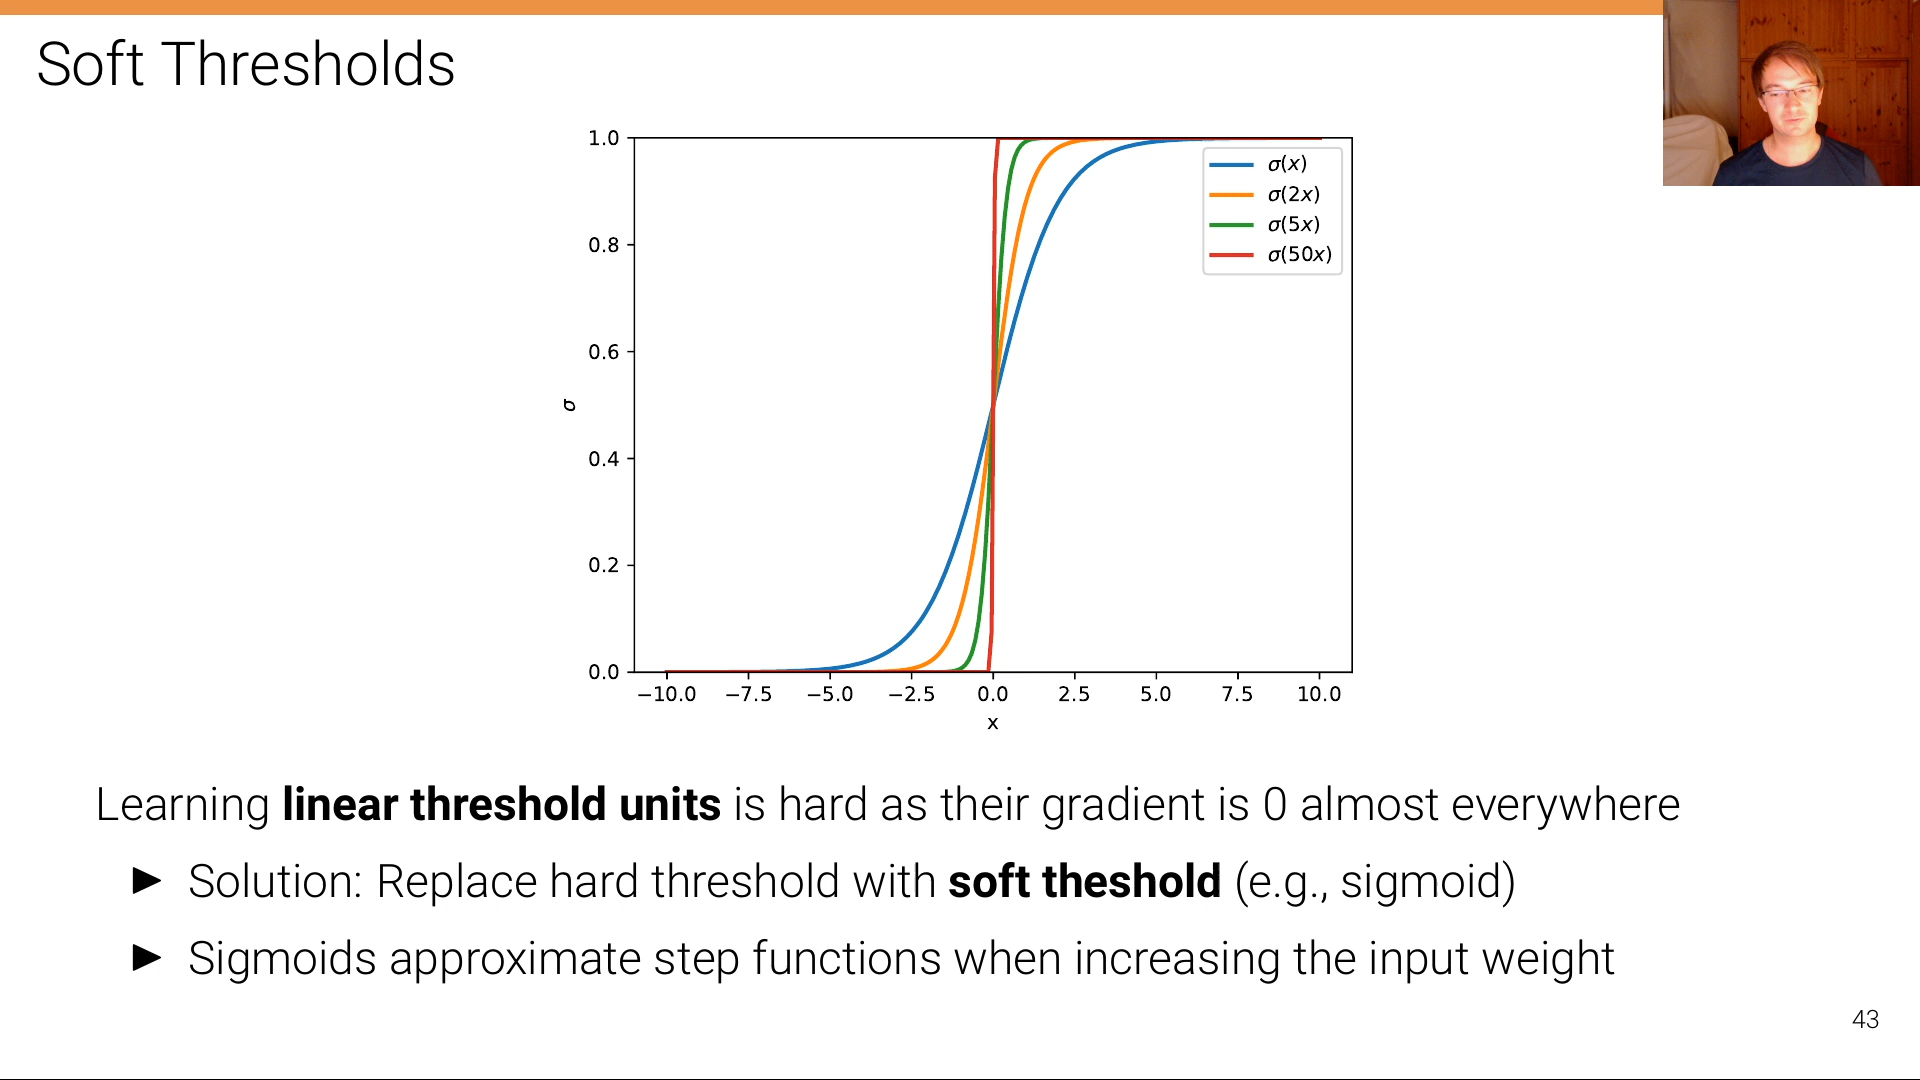 Soft Thresholds
1.0
0.8
0.6
0.4
0.2
0.0
σ
−10.0 −7.5 −5.0 −2.5 0.0 2.5 5.0 7.5 10.0
x
σ(x)
σ(2x)
σ(5x)
σ(50x)
Learning linear threshold units is hard as their gradient is 0 almost everywhere
► Solution: Replace hard threshold with soft theshold (e.g., sigmoid)
► Sigmoids approximate step functions when increasing the input weight
43